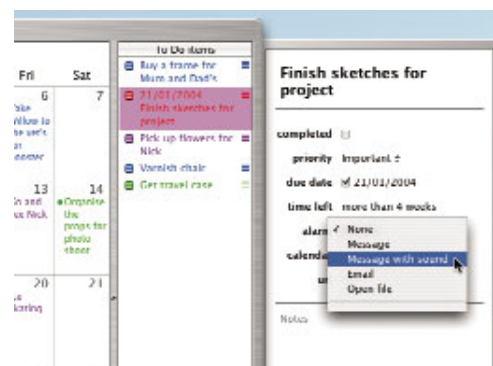 Fri
Sat
6
7
13
14
Organise
the
props for
photo
shoot
20
21
To Do items
Buy a frame for
Mum and Dad's
21/01/2004
Finish sketches for
project
Pick up flowers for
Nick
Varnish chair
Get travel case
Finish sketches for
project
completed
priority Important
due date 21/01/2004
time left more than 4 weeks
None
Message
Message with sound
Email
Open file
Notes